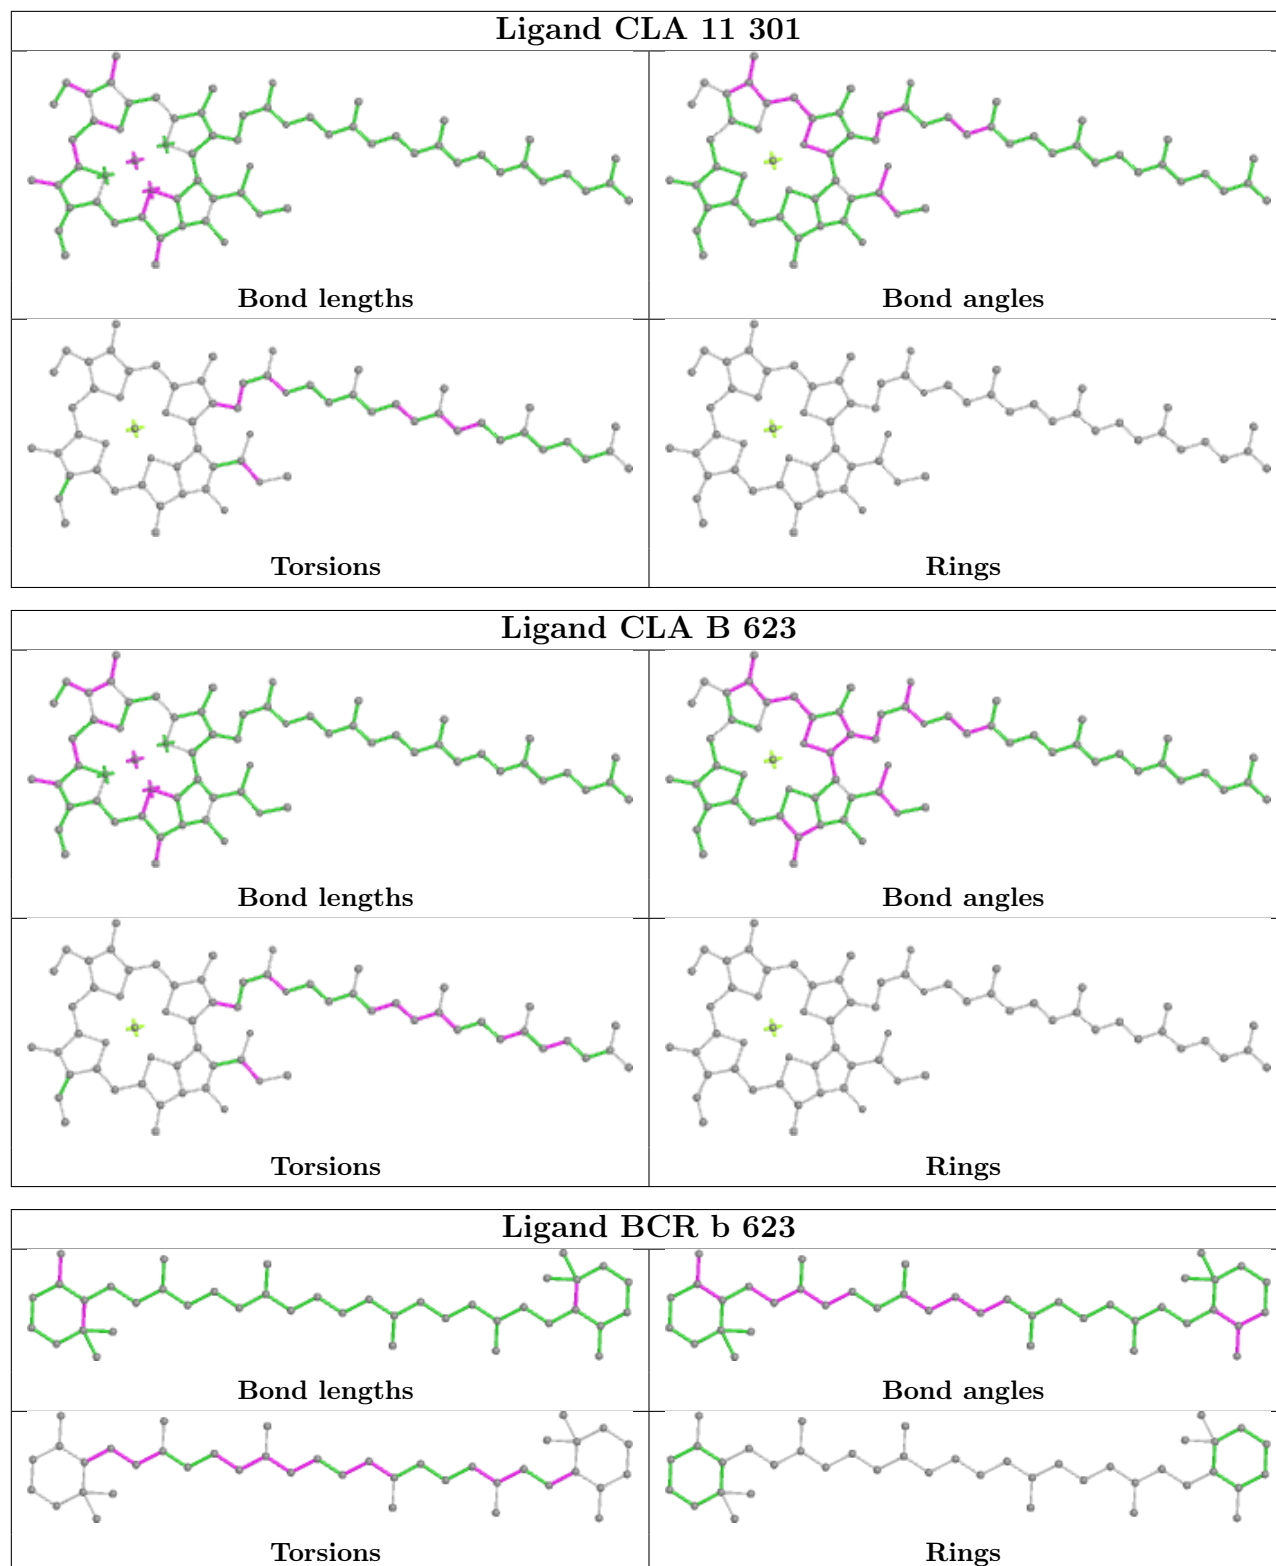 Ligand CLA 11 301
Bond lengths
Bond angles
Torsions
Rings
Ligand CLA B 623
Bond lengths
Bond angles
Torsions
Rings
Ligand BCR b 623
Bond lengths
Bond angles
Torsions
Rings